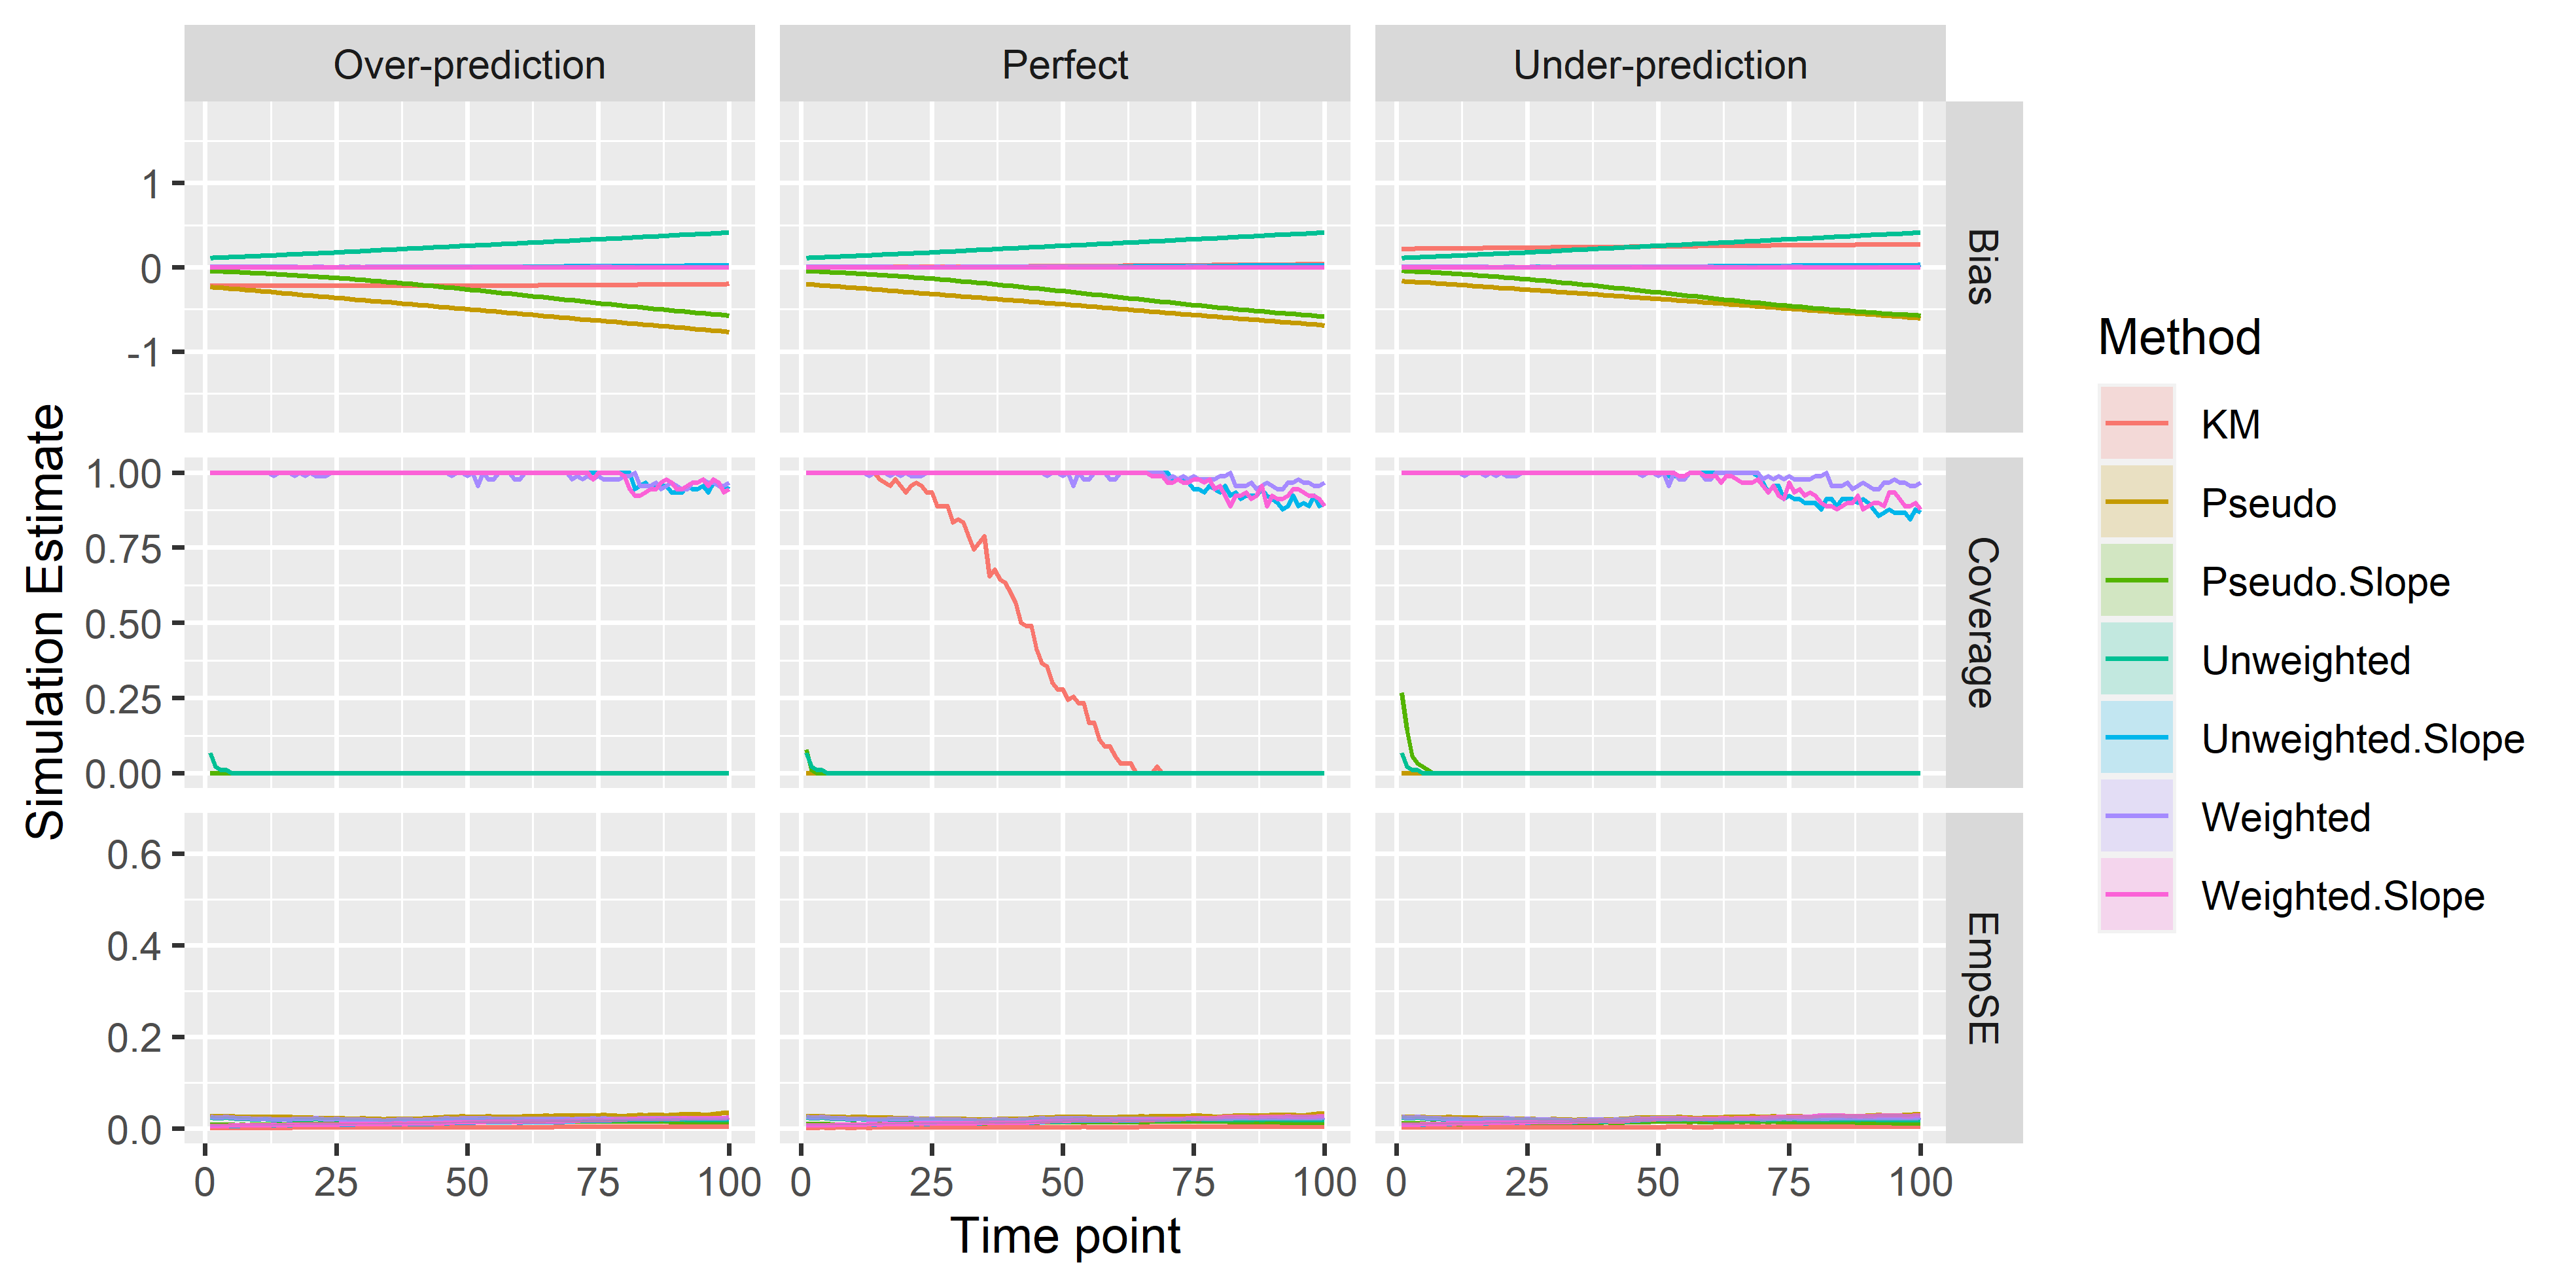 Over-prediction
Perfect
Under-prediction
1
0
-1
Bias
1.00
0.75
0.50
0.25
0.00
Coverage
0.6
0.4
0.2
0.0
EmpSE
0 25 50 75 100
0 25 50 75 100
0 25 50 75 100
Time point
Simulation Estimate
Method
KM
Pseudo
Pseudo.Slope
Unweighted
Unweighted.Slope
Weighted
Weighted.Slope